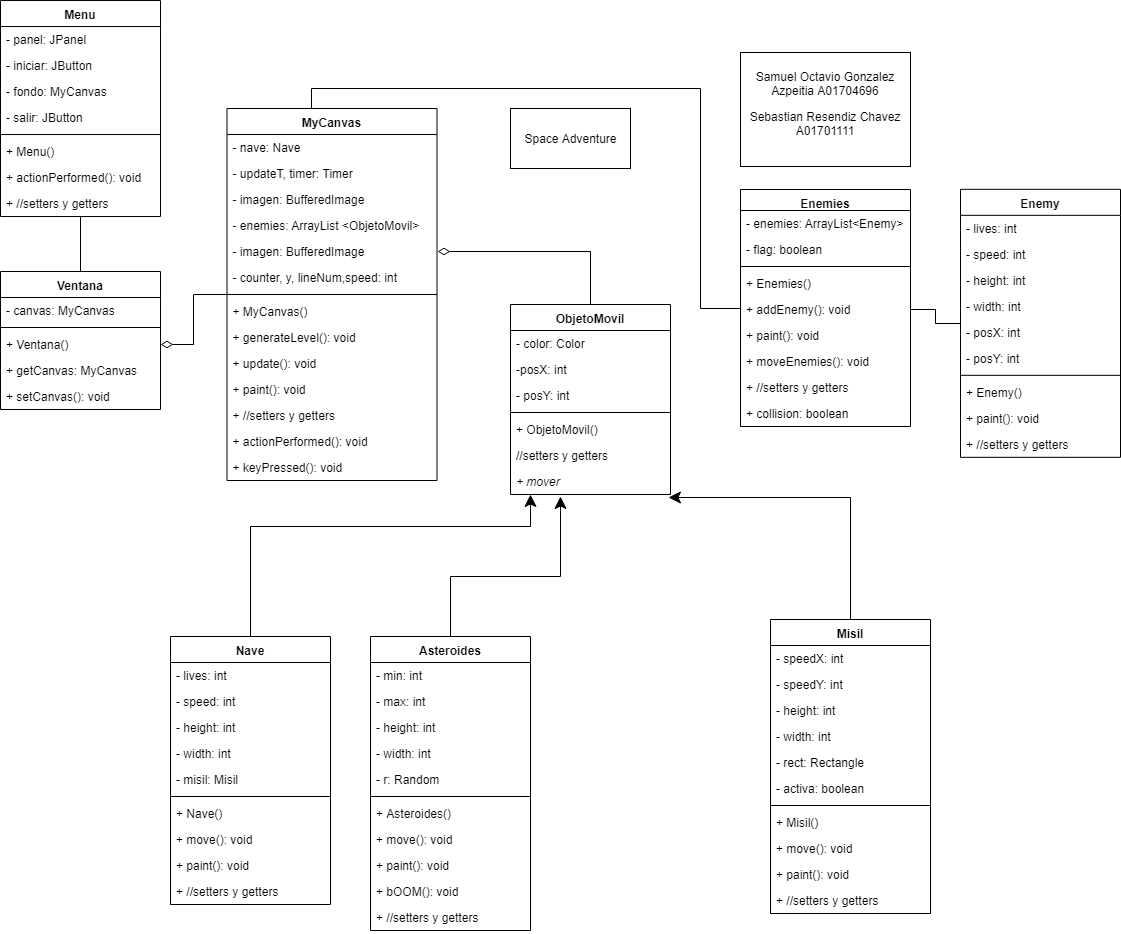 Menu
- panel: JPanel
- iniciar: JButton
- fondo: MyCanvas
- salir: JButton
+ Menu()
+ actionPerformed(): void
+ //setters y getters
Ventana
- canvas: MyCanvas
+ Ventana()
+ getCanvas: MyCanvas
+ setCanvas(): void
MyCanvas
- nave: Nave
- updateT, timer: Timer
- imagen: BufferedImage
- enemies: ArrayList <ObjetoMovil>
- imagen: BufferedImage
- counter, y, lineNum,speed: int
+ MyCanvas()
+ generateLevel(): void
+ update(): void
+ paint(): void
+ //setters y getters
+ actionPerformed(): void
+ keyPressed(): void
Space Adventure
Samuel Octavio Gonzalez
Azpeitia A01704696
Sebastian Resendiz Chavez
A01701111
ObjetoMovil
- color: Color
-posX: int
- posY: int
+ ObjetoMovil()
//setters y getters
+ mover
Enemies
- enemies: ArrayList<Enemy>
- flag: boolean
+ Enemies()
+ addEnemy(): void
+ paint(): void
+ moveEnemies(): void
+ //setters y getters
+ collision: boolean
Enemy
- lives: int
- speed: int
- height: int
- width: int
- posX: int
- posY: int
+ Enemy()
+ paint(): void
+ //setters y getters
Nave
- lives: int
- speed: int
- height: int
- width: int
- misil: Misil
+ Nave()
+ move(): void
+ paint(): void
+ //setters y getters
Asteroides
- min: int
- max: int
- height: int
- width: int
- r: Random
+ Asteroides()
+ move(): void
+ paint(): void
+ bOOM(): void
+ //setters y getters
Misil
- speedX: int
- speedY: int
- height: int
- width: int
- rect: Rectangle
- activa: boolean
+ Misil()
+ move(): void
+ paint(): void
+ //setters y getters